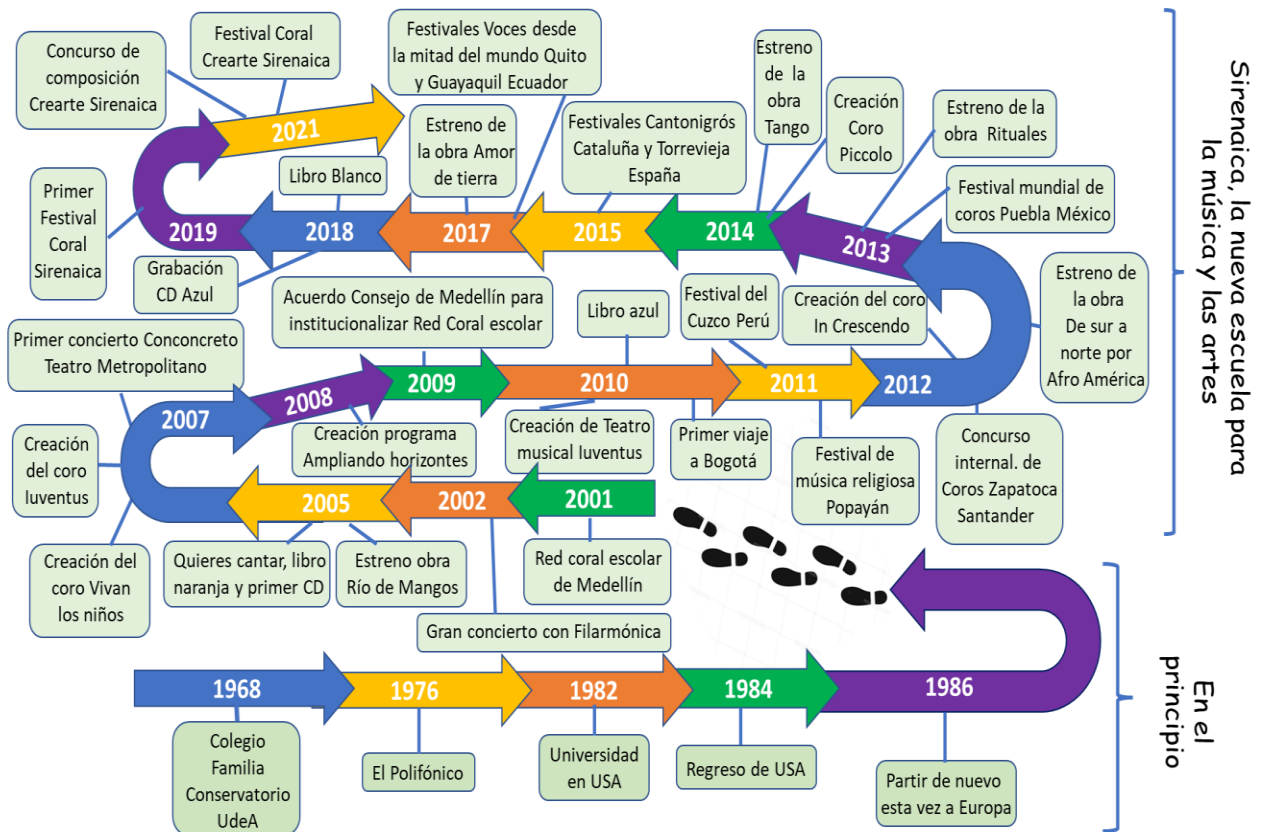 Concurso de
composición
Crearte Sirenaica
Festival Coral
Crearte Sirenaica
Festivales Voces desde
la mitad del mundo Quito
y Guayaquil Ecuador
Estreno
de la
obra
Tango
Creación
Coro
Piccolo
Estreno de la
obra Rituales
Festival mundial de
coros Puebla México
2021
Estreno de
la obra Amor
de tierra
Festivales Cantonigrós
Cataluña y Torrevieja
España
Libro Blanco
Primer
Festival
Coral
Sirenaica
2019
2018
2017
2015
2014
2013
Grabación
CD Azul
Estreno de
la obra
De sur a
norte por
Afro América
Sirenaica, la nueva escuela para
la música y las artes
Primer concierto Conconcreto
Teatro Metropolitano
Acuerdo Consejo de Medellín para
institucionalizar Red Coral escolar
Libro azul
Festival del
Cuzco Perú
Creación del coro
In Crescendo
2007
2008
2009
2010
2011
2012
Creación
del coro
Iuventus
Creación programa
Ampliando horizontes
Creación de Teatro
musical Iuventus
Primer viaje
a Bogotá
Festival de
música religiosa
Popayán
Concurso
internal. de
Coros Zapatoca
Santander
2005
2002
2001
Creación del
coro Vivan
los niños
Quieres cantar, libro
naranja y primer CD
Estreno obra
Río de Mangos
Red coral escolar
de Medellín
Gran concierto con Filarmónica
1968
1976
1982
1984
1986
Colegio
Familia
Conservatorio
UdeA
El Polifónico
Universidad
en USA
Regreso de USA
Partir de nuevo
esta vez a Europa
En el
principio